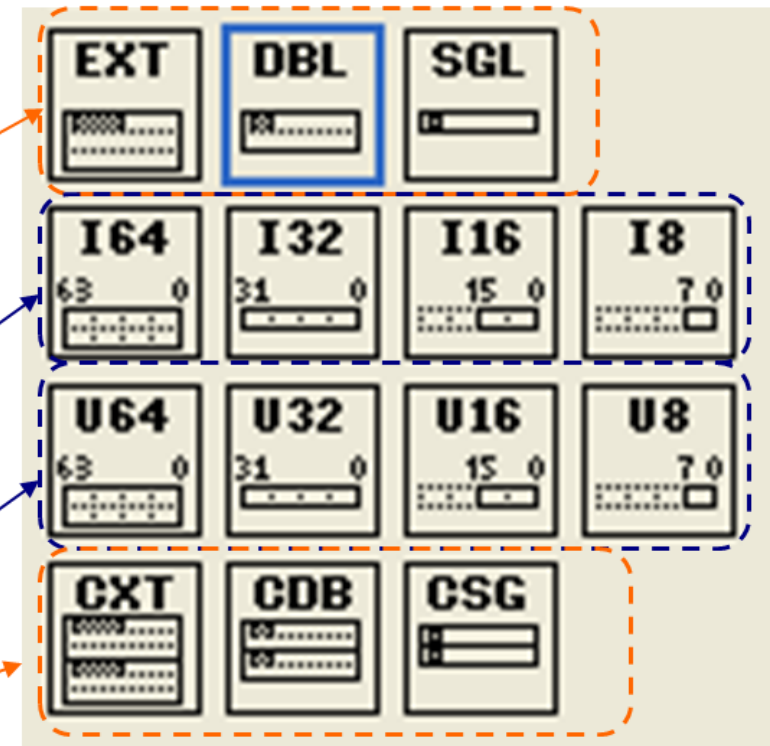 EXT DBL SGL
I64 I32 I16 I8
63 0 31 0 15 0 7 0
U64 U32 U16 U8
63 0 31 0 15 0 7 0
CXT CDB CSG